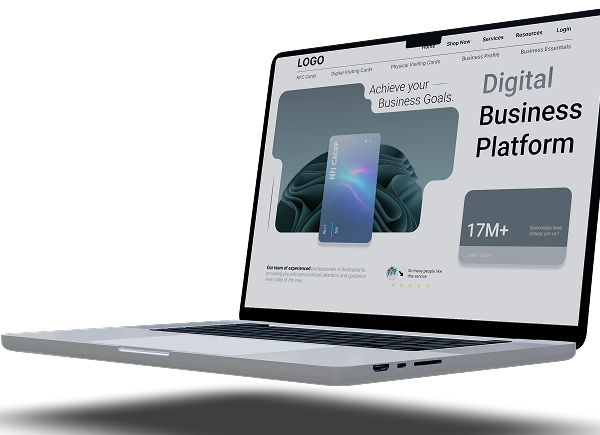 LOGO
Home Shop Now Services Resources Login
NFC Cards Digital Visiting Cards Physical Visiting Cards Business Profile Business Essentials
Achieve your
Business Goals.
Digital
Business
Platform
17M+
Businesses have
already join us !
Learn More
Our team of experienced professionals is dedicated to
providing you with personalized attention and guidance
every step of the way.
So many people like
this service